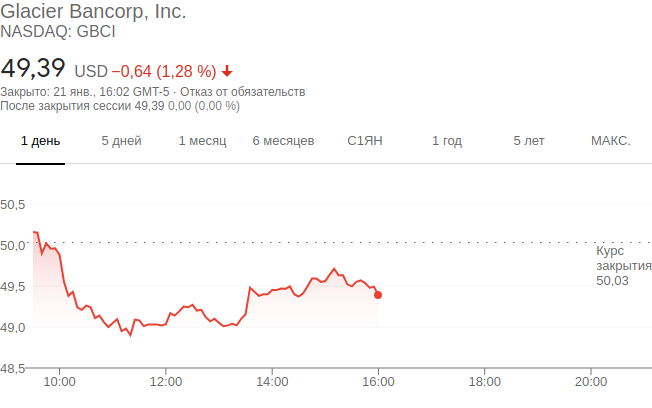 Glacier Bancorp, Inc.
NASDAQ: GBCI
49,39 USD −0,64 (1,28 %)
Закрыто: 21 янв., 16:02 GMT-5 · Отказ от обязательств
После закрытия сессии 49,39 0,00 (0,00 %)
1 день 5 дней 1 месяц 6 месяцев С1ЯН 1 год 5 лет МАКС.
50,5
50,0
49,5
49,0
48,5
Курс
закрытия
50,03
10:00 12:00 14:00 16:00 18:00 20:00